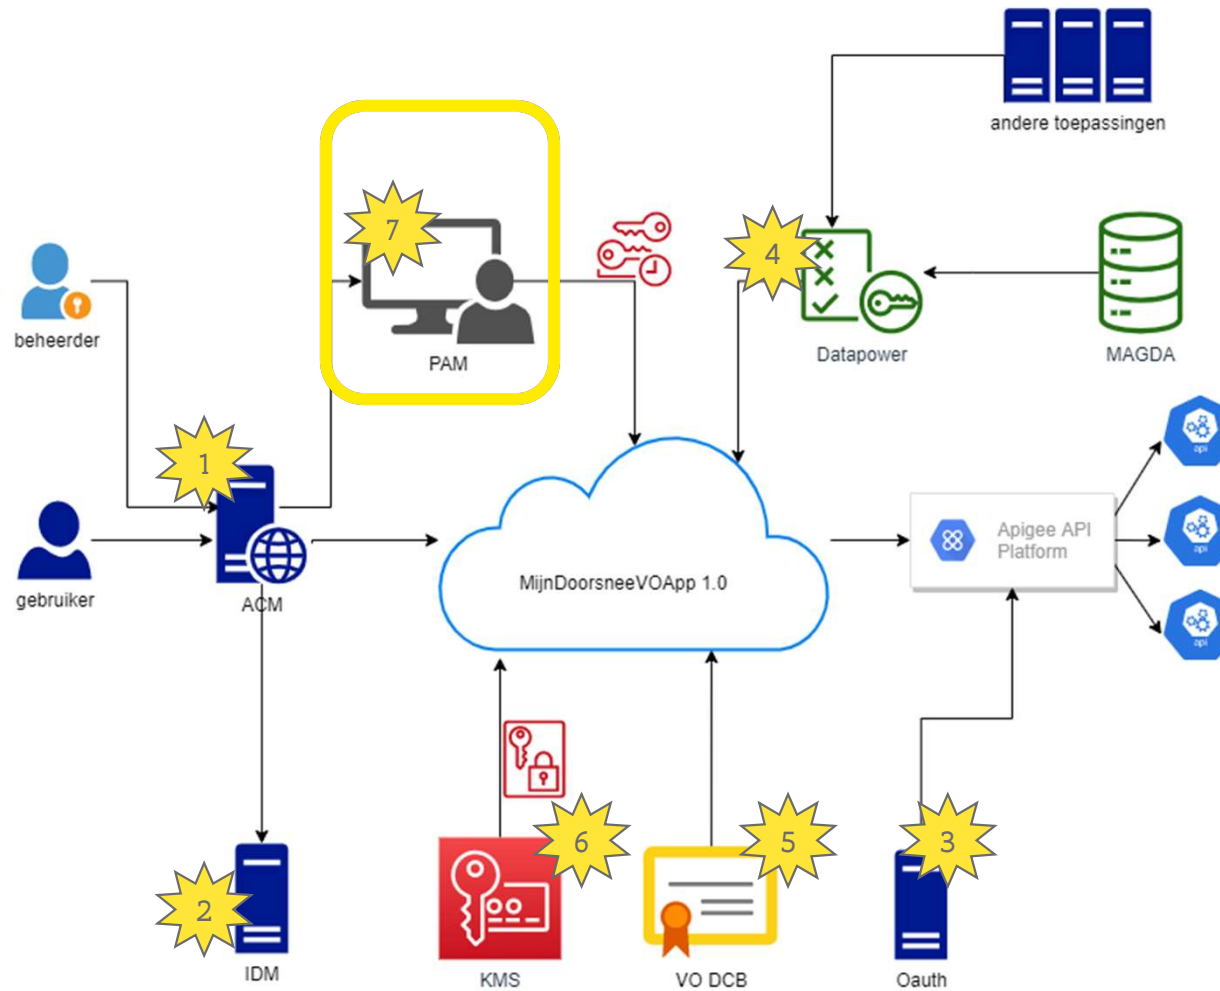 andere toepassingen
7
4
beheerder
PAM
Datapower
MAGDA
1
api
Apigee API
Platform
api
MijnDoorsneeVOApp 1.0
gebruiker
ACM
api
6
5
3
2
IDM
KMS
VO DCB
Oauth